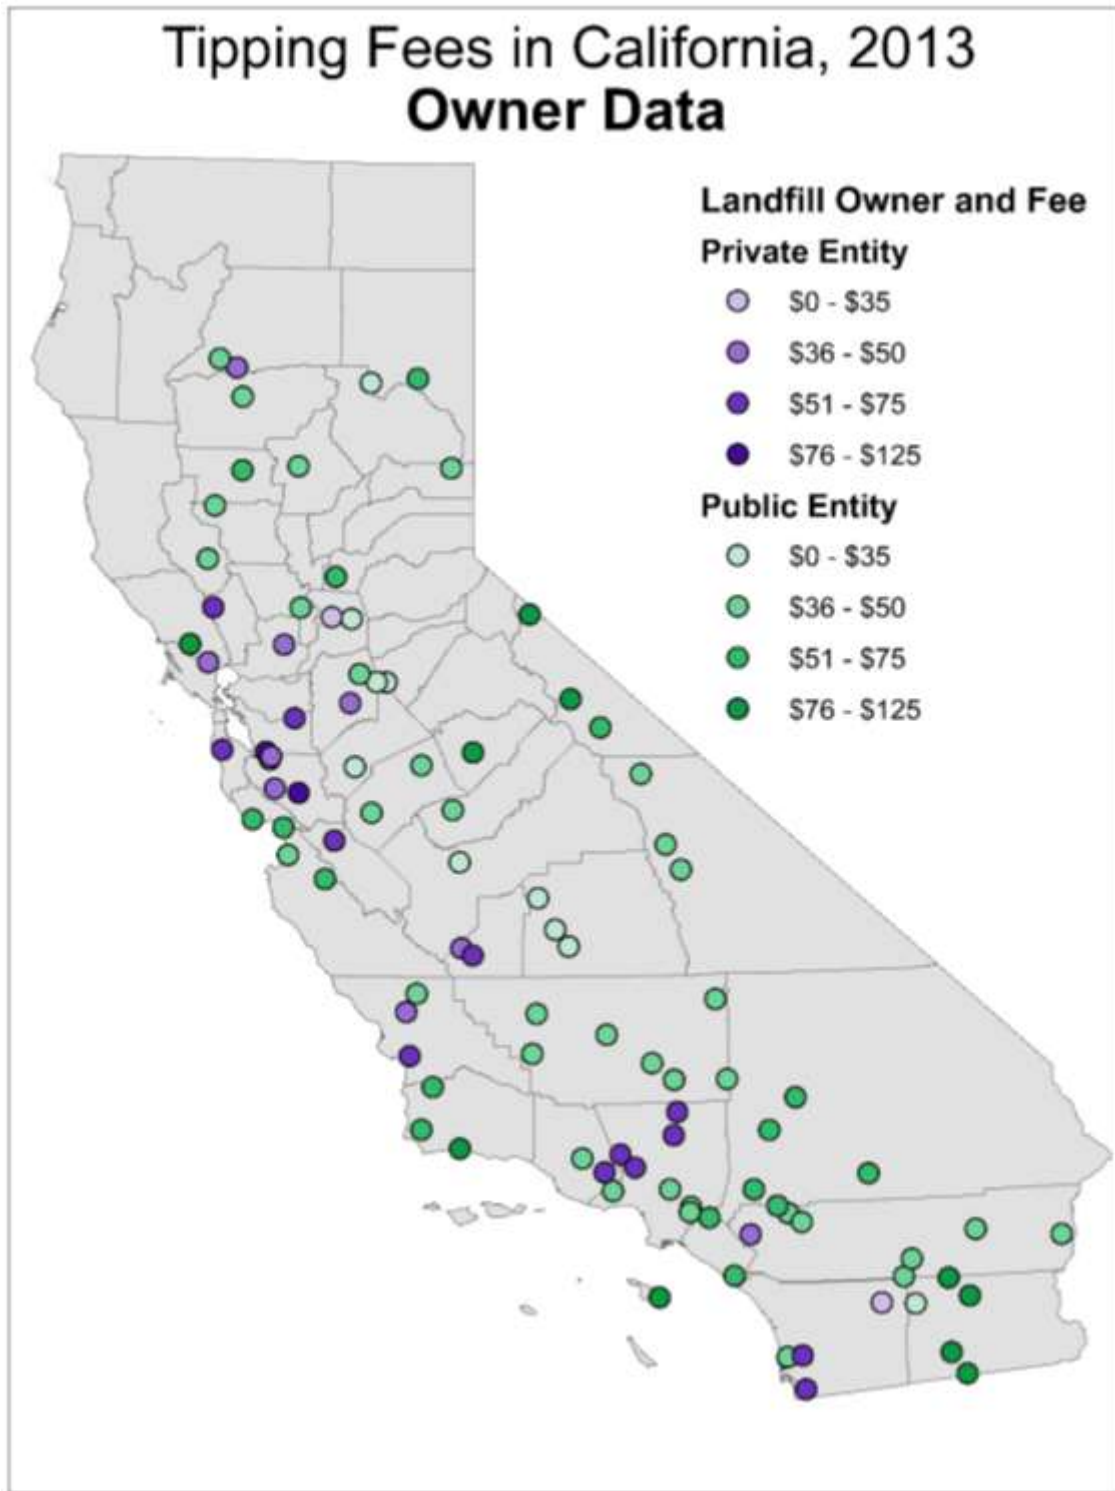 Tipping Fees in California, 2013
Owner Data
Landfill Owner and Fee
Private Entity
$0 - $35
$36 - $50
$51 - $75
$76 - $125
Public Entity
$0 - $35
$36 - $50
$51 - $75
$76 - $125